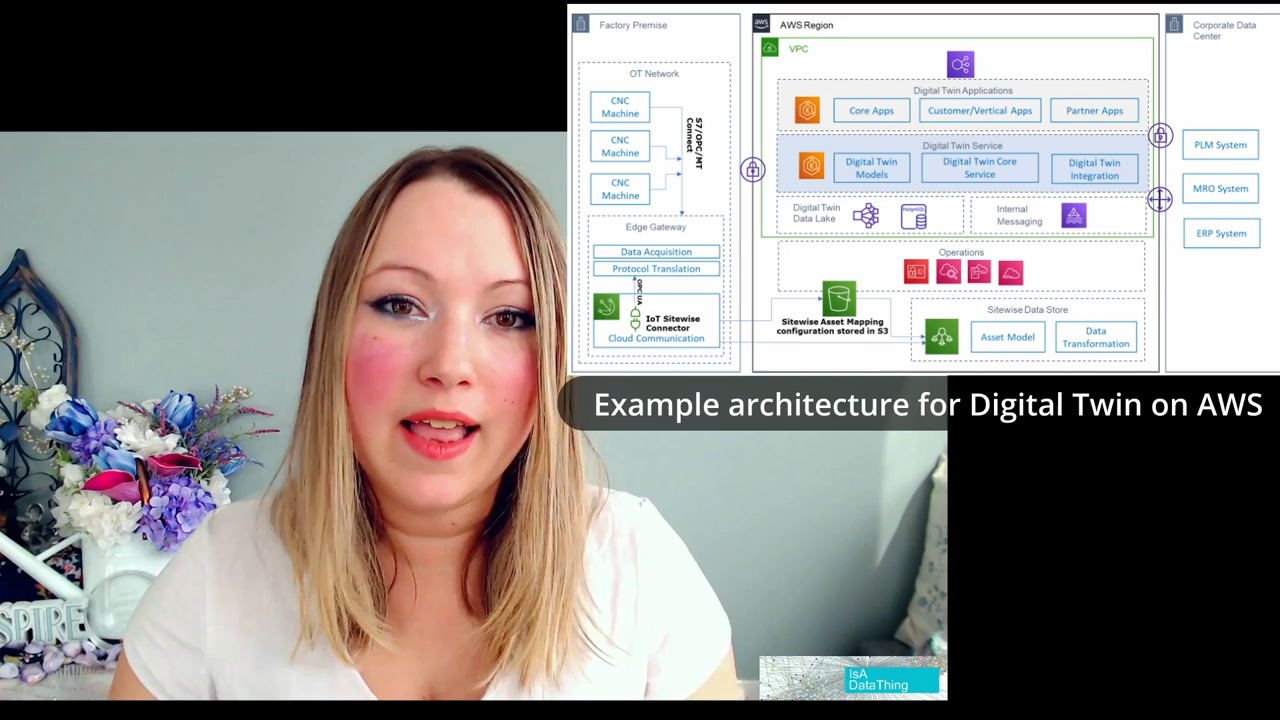 Factory Premise
OT Network
CNC
Machine
CNC
Machine
CNC
Machine
S7/OPC/MT
Connect
Edge Gateway
Data Acquisition
Protocol Translation
OPC UA
IoT Sitewise
Connector
Cloud Communication
aws
AWS Region
VPC
Digital Twin Applications
Core Apps
Customer/Vertical Apps
Partner Apps
Digital Twin Service
Digital Twin
Models
Digital Twin Core
Service
Digital Twin
Integration
Digital Twin
Data Lake
PostgreSQL
Internal
Messaging
Operations
Sitewise Asset Mapping
configuration stored in S3
Sitewise Data Store
Asset Model
Data
Transformation
Corporate Data
Center
PLM System
MRO System
ERP System
Example architecture for Digital Twin on AWS
SPIRE
IsA
DataThing